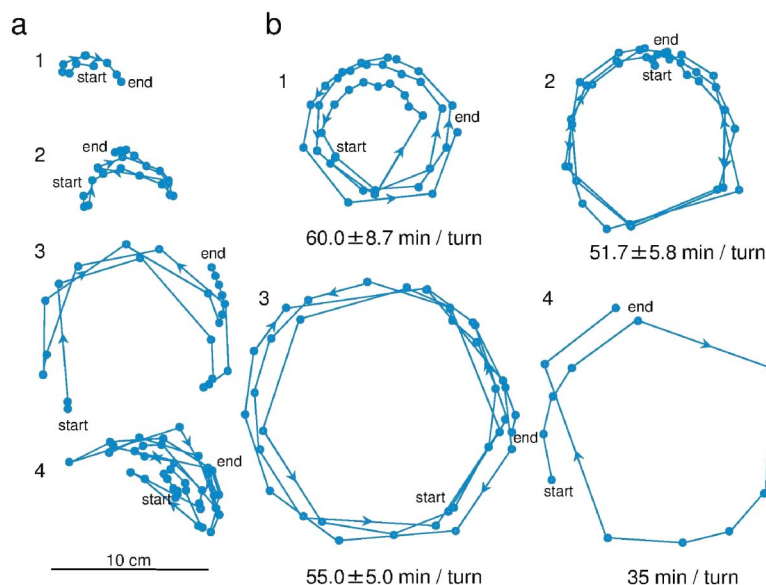 a
1
start
end
2
end
start
3
end
start
4
end
start
10 cm
b
1
start
end
60.0±8.7 min / turn
2
end
start
51.7±5.8 min / turn
3
end
start
55.0±5.0 min / turn
4
end
start
35 min / turn